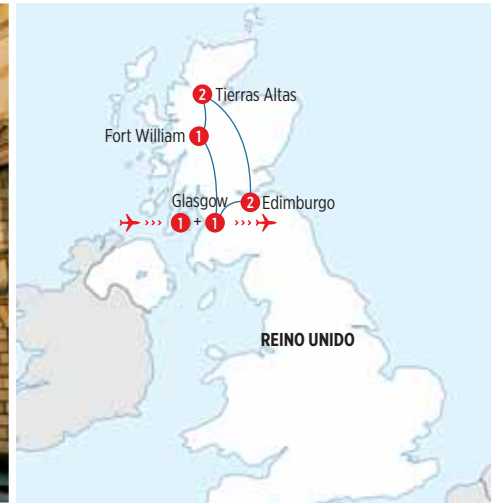 2 Tierras Altas
Fort William 1
Glasgow
2 Edimburgo
1 + 1
REINO UNIDO